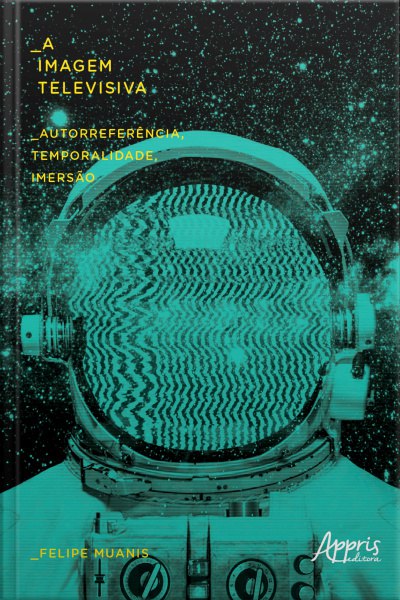 _A
IMAGEM
TELEVISIVA
_AUTORREFERÊNCIA,
TEMPORALIDADE,
IMERSÃO
_FELIPE MUANIS
Appris
editora